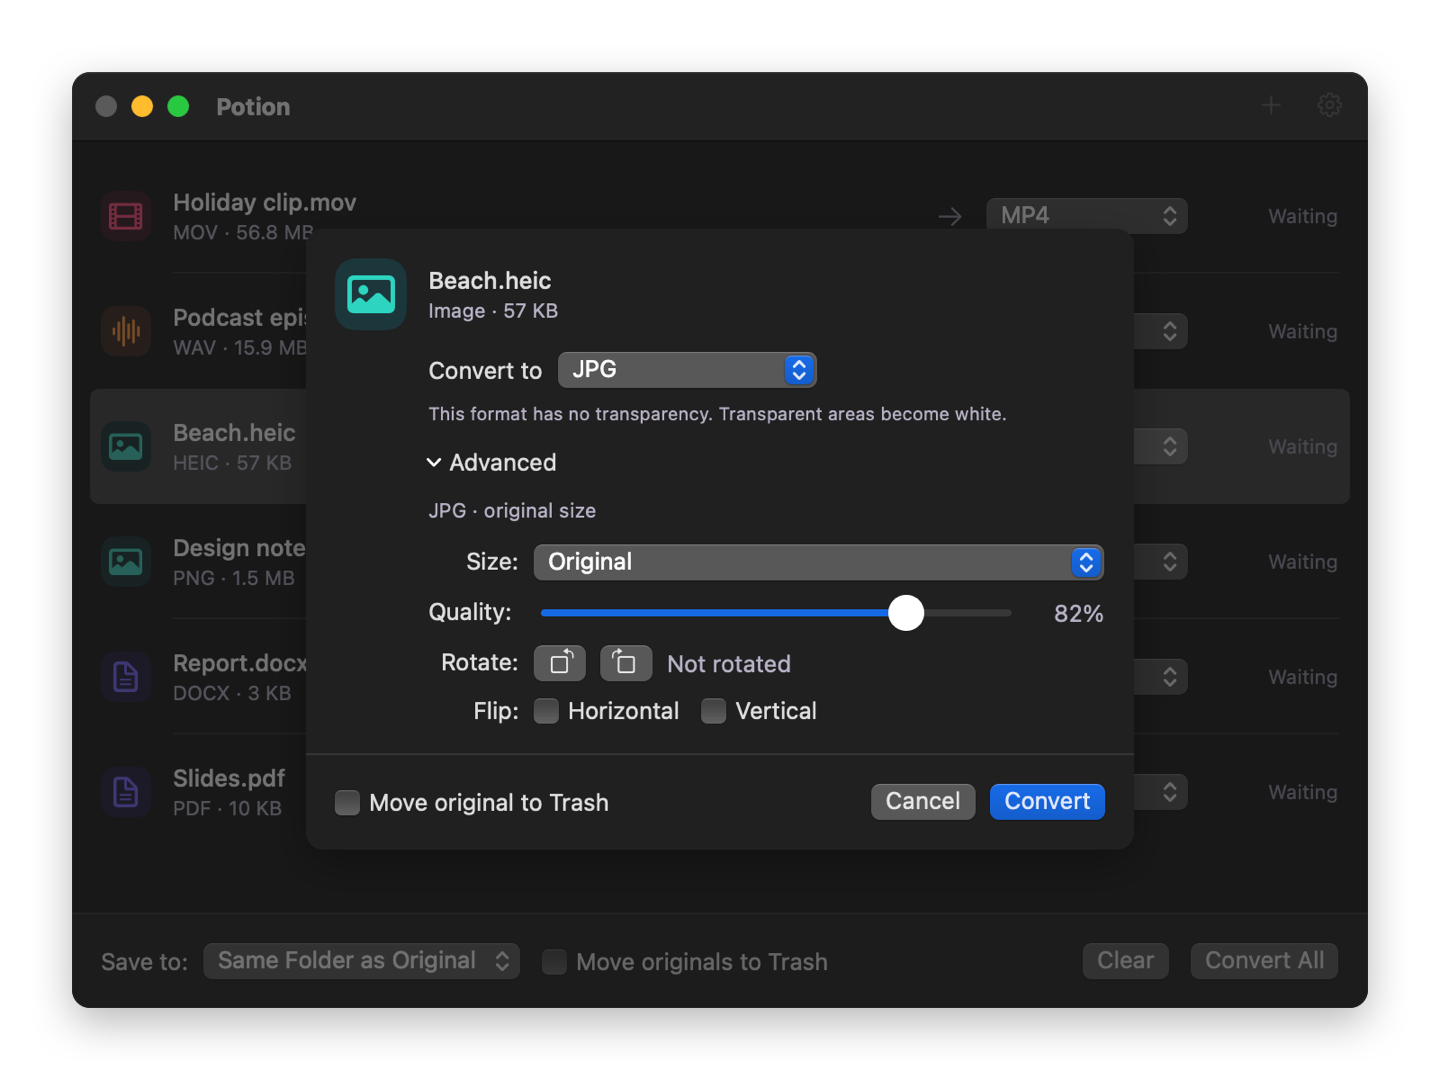 Potion
Holiday clip.mov
MOV · 56.8 MB
MP4
Waiting
Beach.heic
Image · 57 KB
Convert to JPG
This format has no transparency. Transparent areas become white.
Advanced
JPG · original size
Size: Original
Quality: 82%
Rotate: Not rotated
Flip: Horizontal Vertical
Move original to Trash
Cancel
Convert
Podcast epis
WAV · 15.9 MB
Waiting
Beach.heic
HEIC · 57 KB
Waiting
Design note
PNG · 1.5 MB
Waiting
Report.docx
DOCX · 3 KB
Waiting
Slides.pdf
PDF · 10 KB
Waiting
Save to: Same Folder as Original
Move originals to Trash
Clear
Convert All